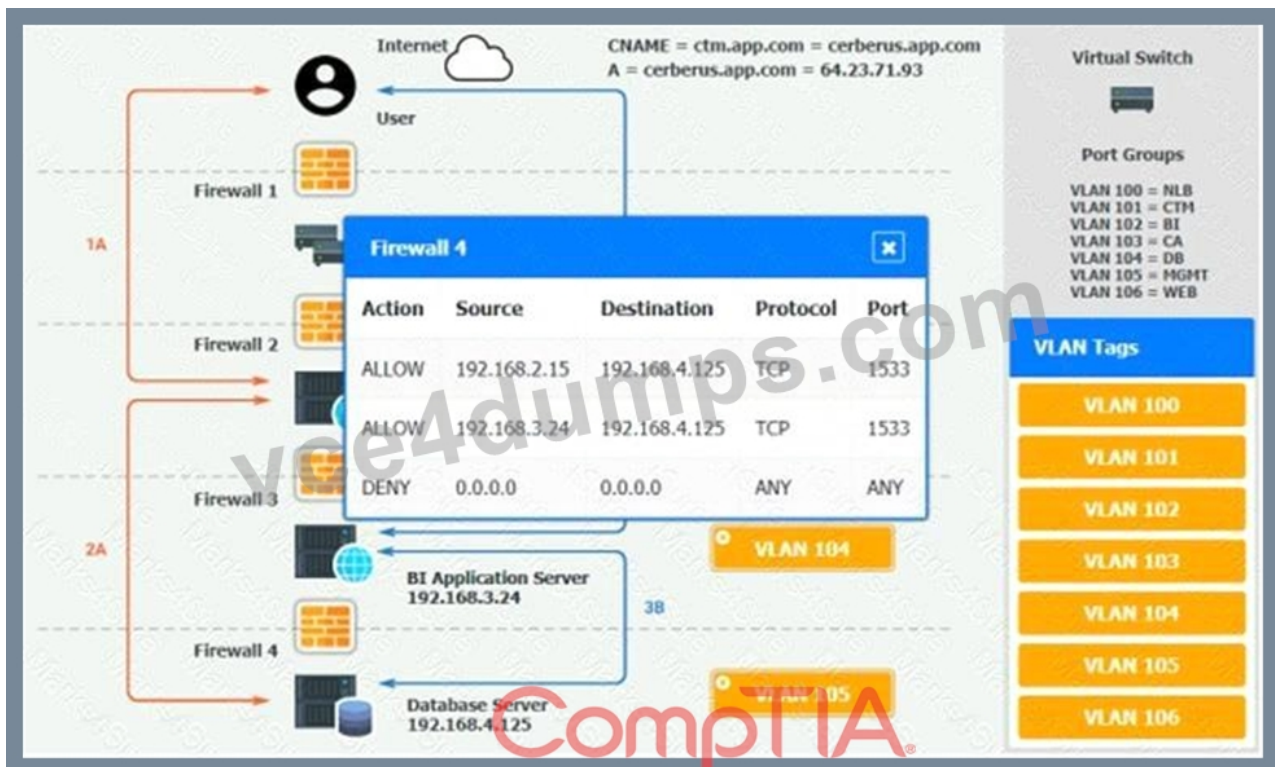 Internet
CNAME = ctm.app.com = cerberus.app.com
A = cerberus.app.com = 64.23.71.93
User
Firewall 1
1A
Firewall 2
Firewall 4
Action Source Destination Protocol Port
ALLOW 192.168.2.15 192.168.4.125 TCP 1533
ALLOW 192.168.3.24 192.168.4.125 TCP 1533
DENY 0.0.0.0 0.0.0.0 ANY ANY
Firewall 3
2A
VLAN 104
BI Application Server
192.168.3.24
3B
Firewall 4
VLAN 105
Database Server
192.168.4.125
Virtual Switch
Port Groups
VLAN 100 = NLB
VLAN 101 = CTM
VLAN 102 = BI
VLAN 103 = CA
VLAN 104 = DB
VLAN 105 = MGMT
VLAN 106 = WEB
VLAN Tags
VLAN 100
VLAN 101
VLAN 102
VLAN 103
VLAN 104
VLAN 105
VLAN 106
vce4dumps.com
CompTIA